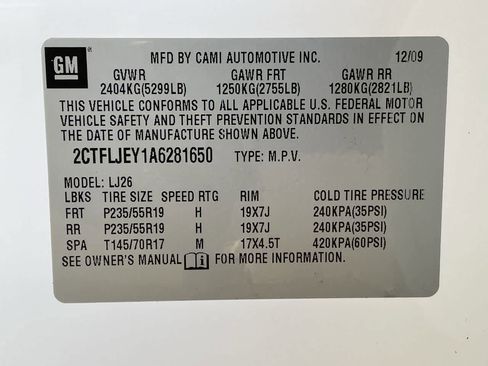 GM
MFD BY CAMI AUTOMOTIVE INC. 12/09
GVWR GAWR FRT GAWR RR
2404KG(5299LB) 1250KG(2755LB) 1280KG(2821LB)
THIS VEHICLE CONFORMS TO ALL APPLICABLE U.S. FEDERAL MOTOR
VEHICLE SAFETY AND THEFT PREVENTION STANDARDS IN EFFECT ON
THE DATE OF MANUFACTURE SHOWN ABOVE.
2CTFLJEY1A6281650 TYPE: M.P.V.
MODEL: LJ26
LBKS TIRE SIZE SPEED RTG RIM COLD TIRE PRESSURE
FRT P235/55R19 H 19X7J 240KPA(35PSI)
RR P235/55R19 H 19X7J 240KPA(35PSI)
SPA T145/70R17 M 17X4.5T 420KPA(60PSI)
SEE OWNER'S MANUAL FOR MORE INFORMATION.